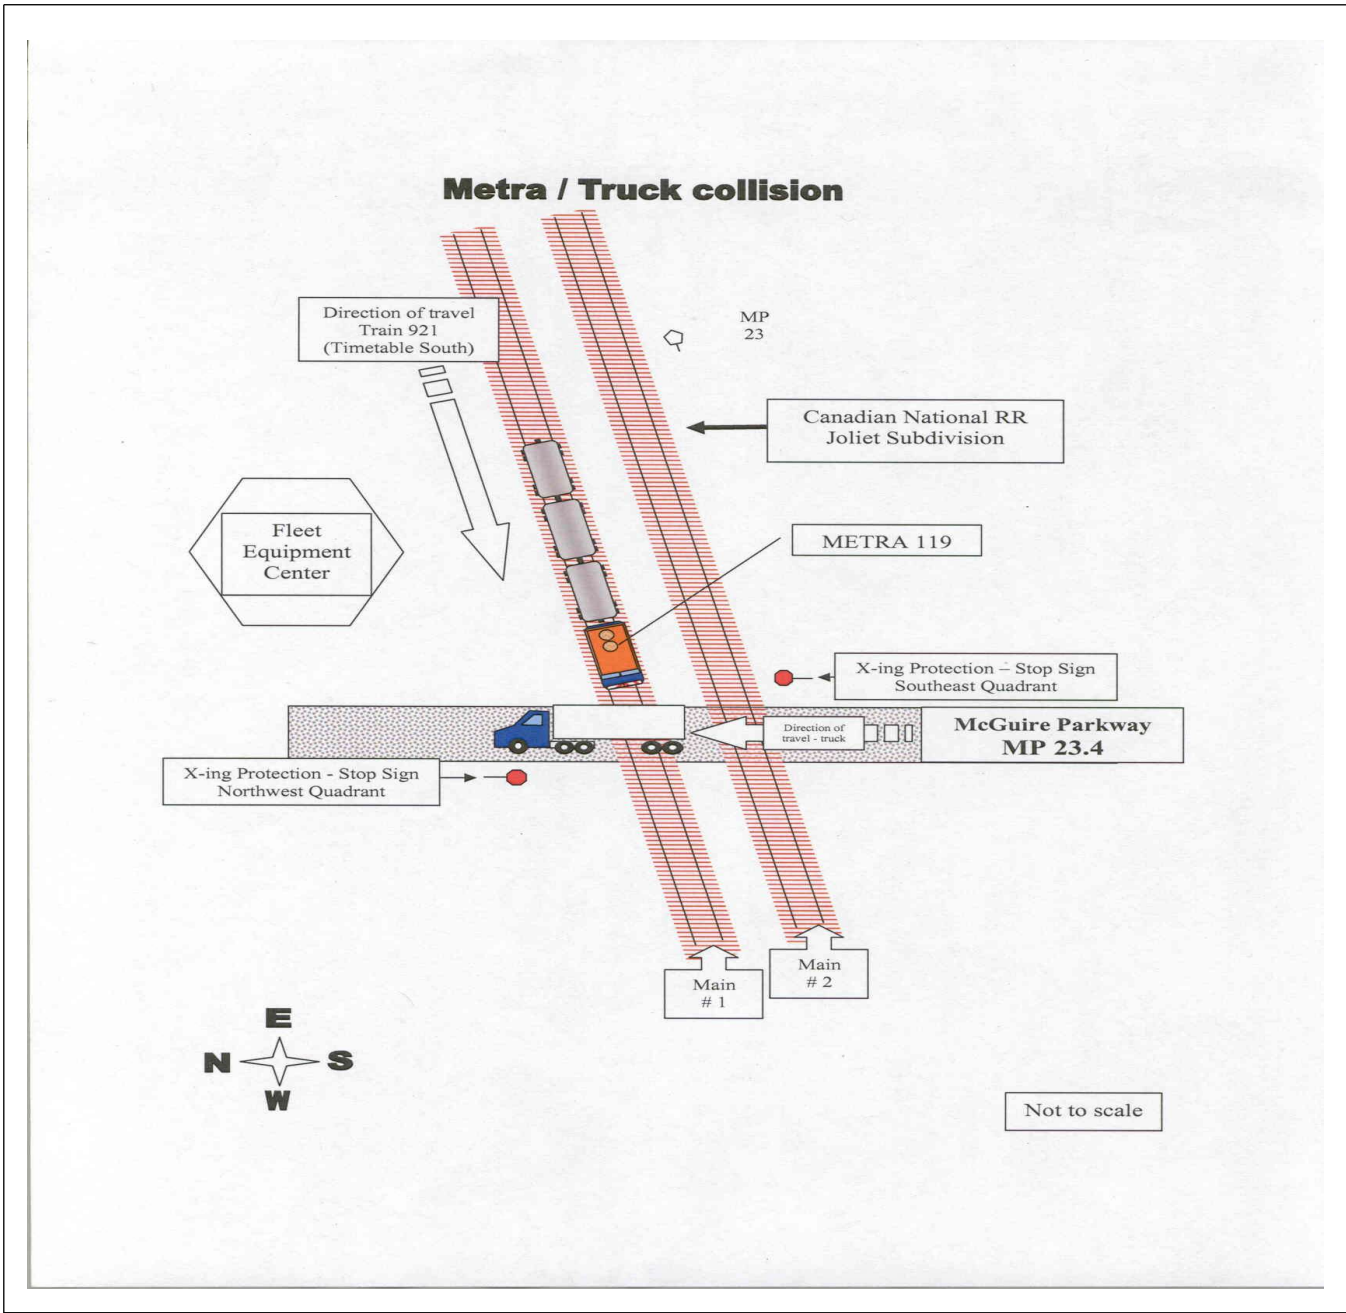 Metra / Truck collision
Direction of travel
Train 921
(Timetable South)
MP
23
Canadian National RR
Joliet Subdivision
Fleet
Equipment
Center
METRA 119
X-ing Protection – Stop Sign
Southeast Quadrant
Direction of
travel - truck
McGuire Parkway
MP 23.4
X-ing Protection - Stop Sign
Northwest Quadrant
Main
# 1
Main
# 2
E
N S
W
Not to scale